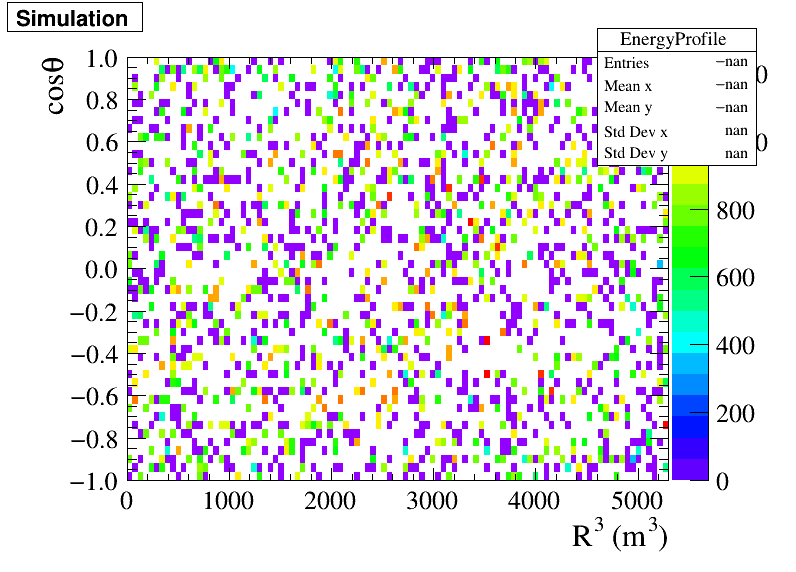 Simulation
EnergyProfile
Entries −nan
Mean x −nan
Mean y −nan
Std Dev x nan
Std Dev y nan
cosθ
1.0
0.8
0.6
0.4
0.2
0.0
−0.2
−0.4
−0.6
−0.8
−1.0
0
1000
2000
3000
4000
5000
R³ (m³)
800
600
400
200
0